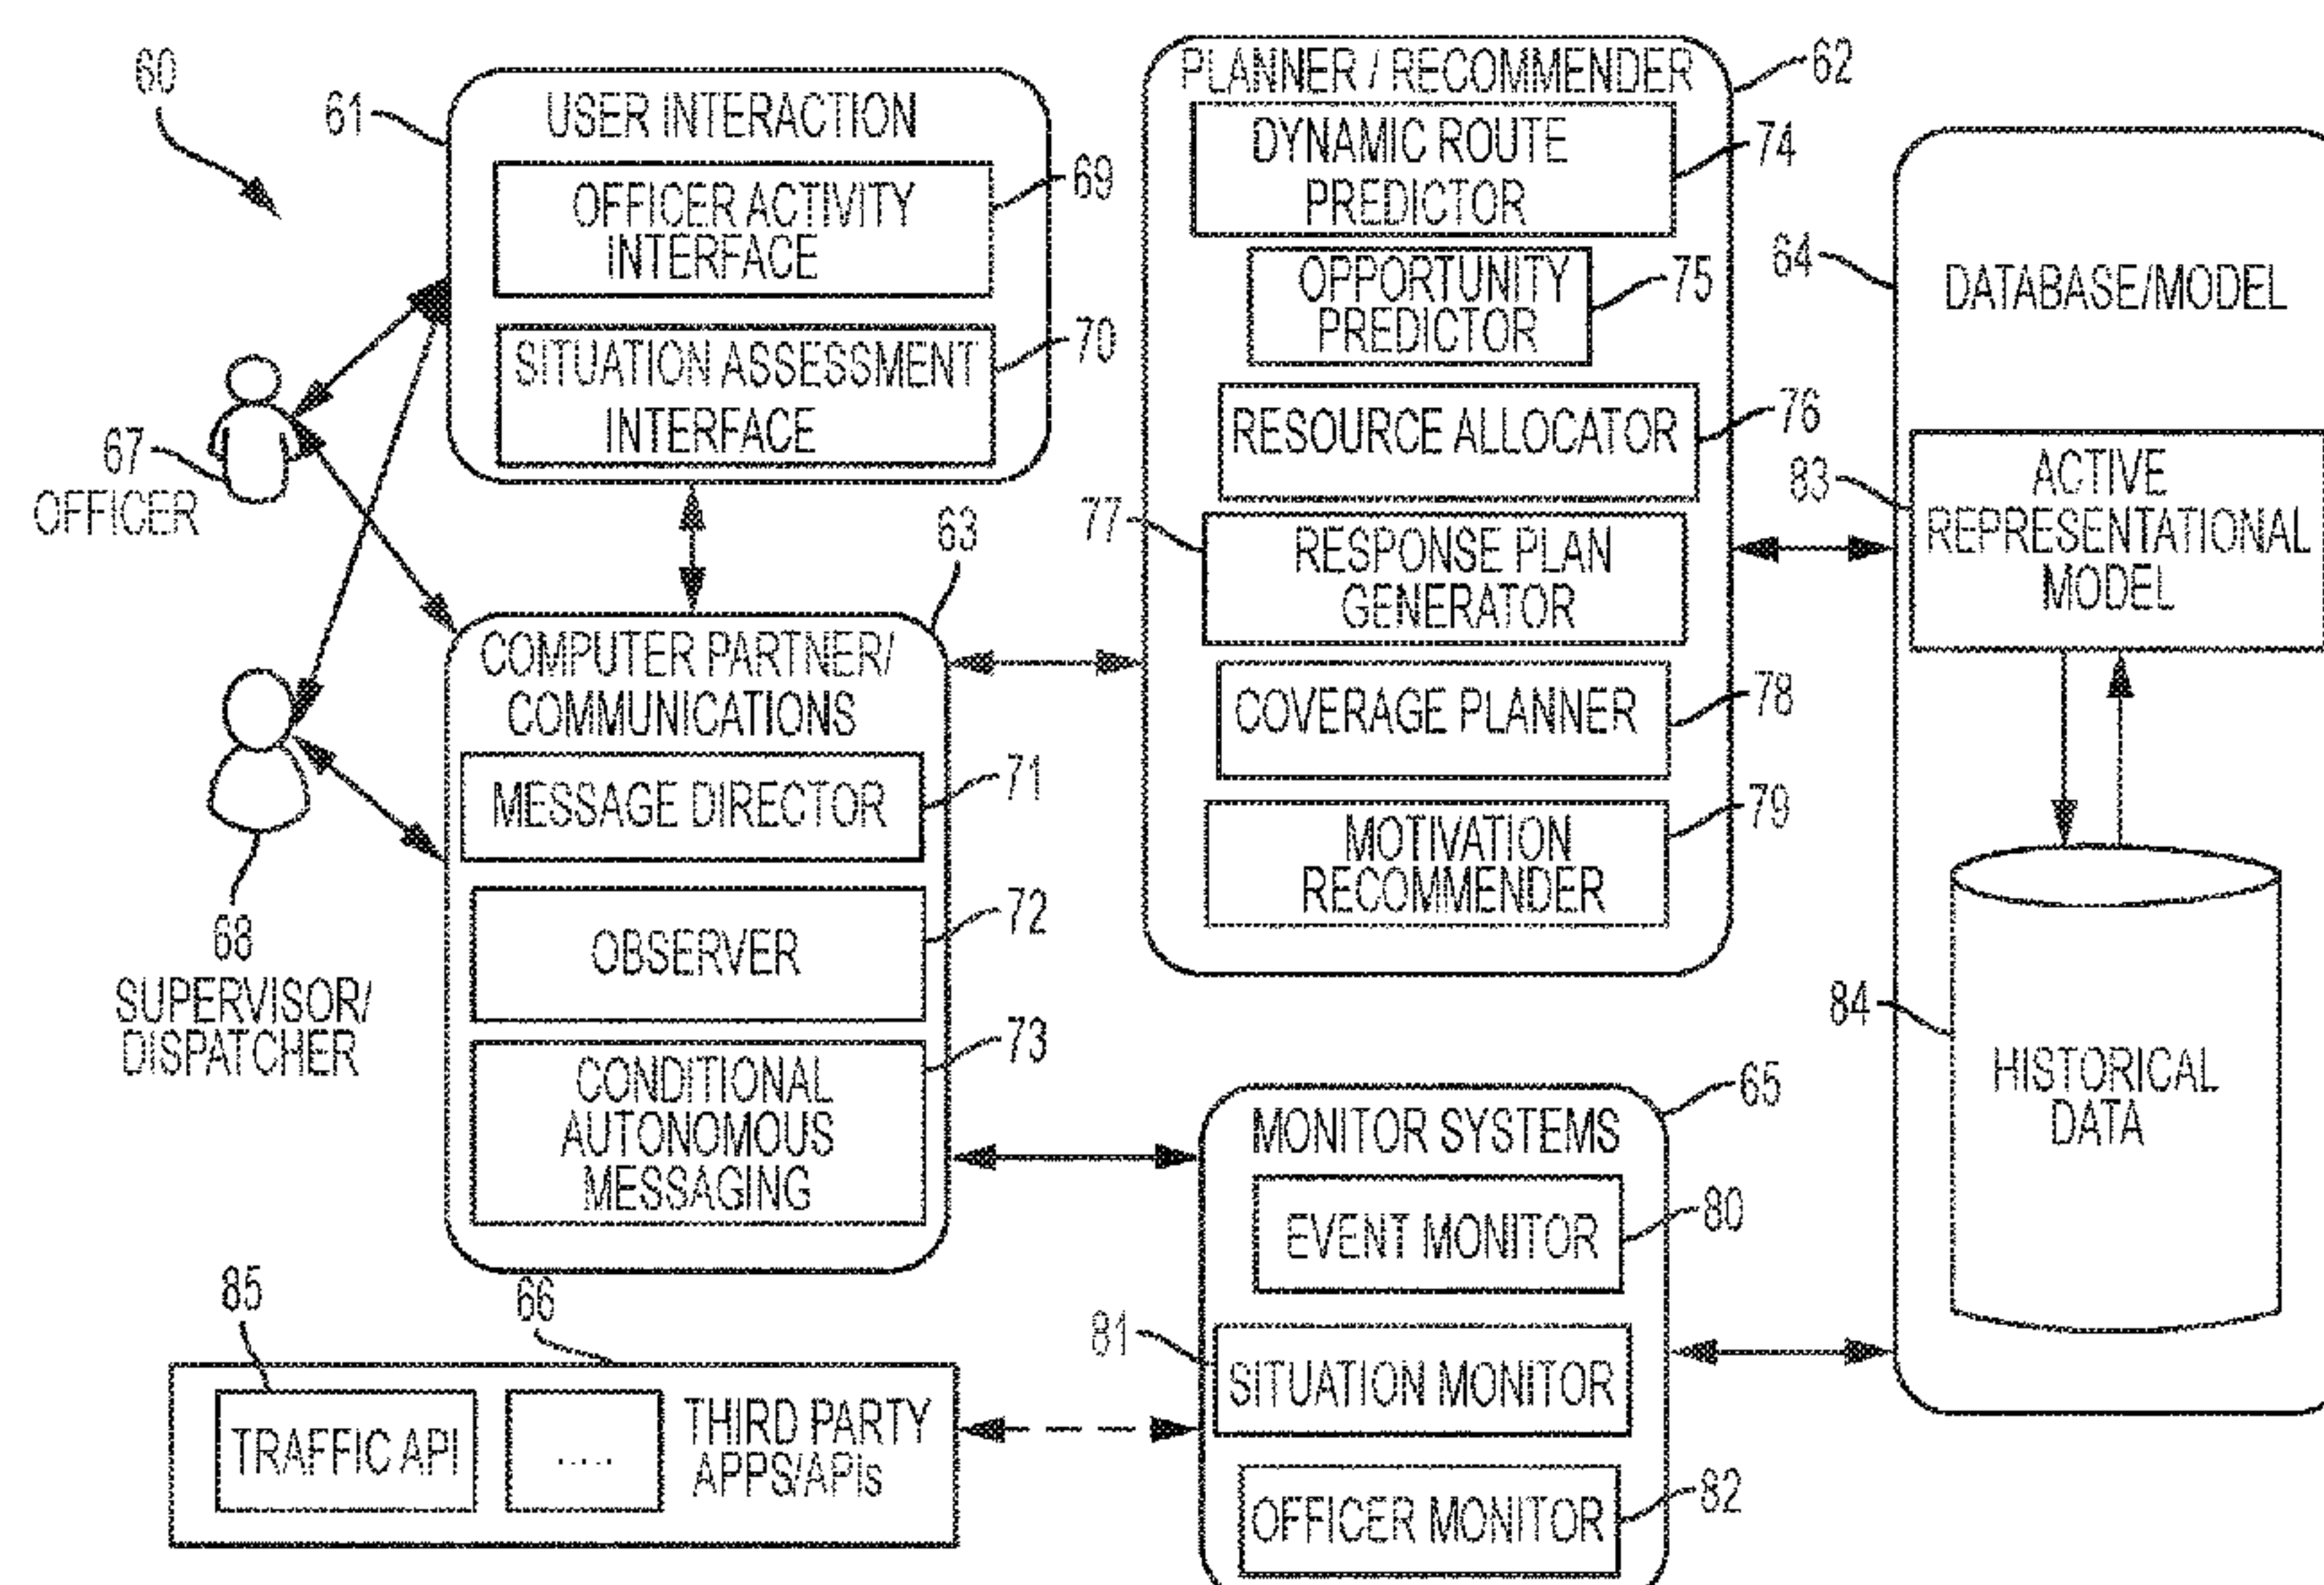 60
61
USER INTERACTION
OFFICER ACTIVITY
INTERFACE
69
SITUATION ASSESSMENT
INTERFACE
70
67
OFFICER
68
SUPERVISOR/
DISPATCHER
63
COMPUTER PARTNER/
COMMUNICATIONS
MESSAGE DIRECTOR
71
OBSERVER
72
CONDITIONAL
AUTONOMOUS
MESSAGING
73
PLANNER / RECOMMENDER
62
DYNAMIC ROUTE
PREDICTOR
74
OPPORTUNITY
PREDICTOR
75
RESOURCE ALLOCATOR
76
77
RESPONSE PLAN
GENERATOR
COVERAGE PLANNER
78
MOTIVATION
RECOMMENDER
79
64
DATABASE/MODEL
83
ACTIVE
REPRESENTATIONAL
MODEL
84
HISTORICAL
DATA
65
MONITOR SYSTEMS
EVENT MONITOR
80
81
SITUATION MONITOR
OFFICER MONITOR
82
85
66
TRAFFIC API
....
THIRD PARTY
APPS/APIs